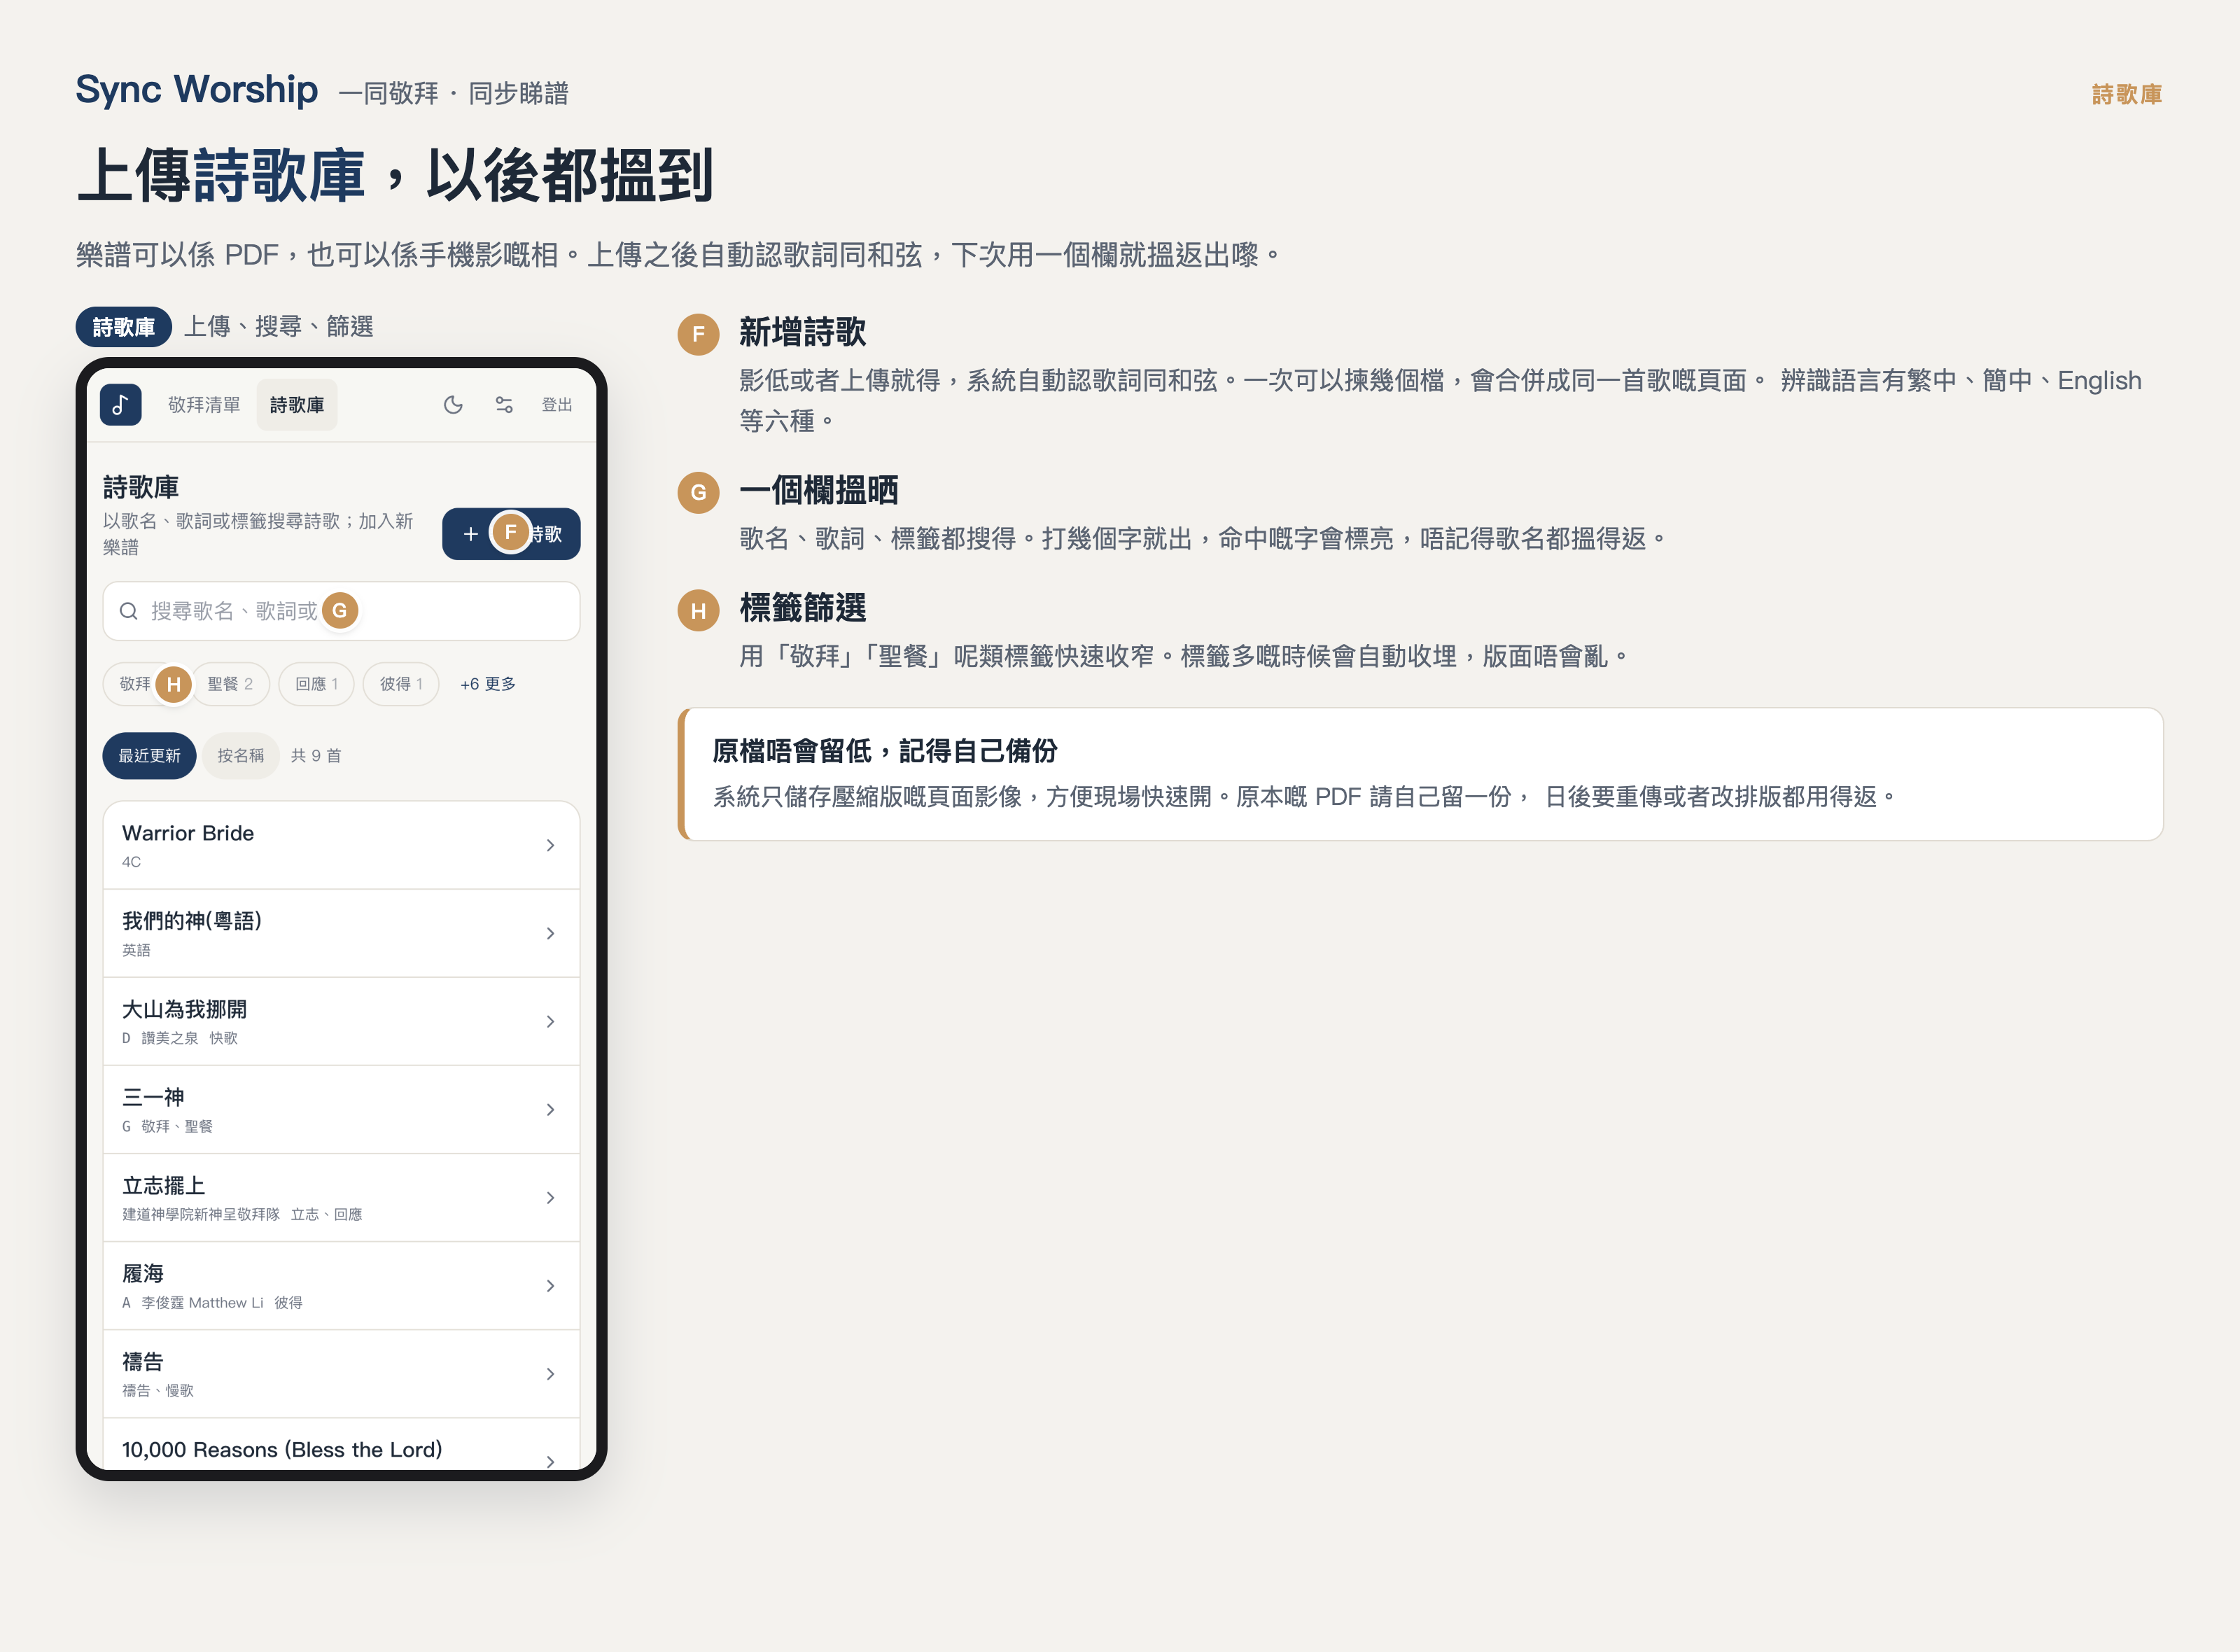 Sync Worship 一同敬拜 · 同步睇譜
詩歌庫
上傳詩歌庫，以後都搵到
樂譜可以係 PDF，也可以係手機影嘅相。上傳之後自動認歌詞同和弦，下次用一個欄就搵返出嚟。
詩歌庫 上傳、搜尋、篩選
敬拜清單 詩歌庫 登出
詩歌庫
以歌名、歌詞或標籤搜尋詩歌；加入新
樂譜
+ F 詩歌
搜尋歌名、歌詞或 G
敬拜 H 聖餐 2 回應 1 彼得 1 +6 更多
最近更新 按名稱 共 9 首
Warrior Bride
4C
我們的神(粵語)
英語
大山為我挪開
D 讚美之泉 快歌
三一神
G 敬拜、聖餐
立志擺上
建道神學院新神呈敬拜隊 立志、回應
履海
A 李俊霆 Matthew Li 彼得
禱告
禱告、慢歌
10,000 Reasons (Bless the Lord)
F 新增詩歌
影低或者上傳就得，系統自動認歌詞同和弦。一次可以揀幾個檔，會合併成同一首歌嘅頁面。 辨識語言有繁中、簡中、English
等六種。
G 一個欄搵晒
歌名、歌詞、標籤都搜得。打幾個字就出，命中嘅字會標亮，唔記得歌名都搵得返。
H 標籤篩選
用「敬拜」「聖餐」呢類標籤快速收窄。標籤多嘅時候會自動收埋，版面唔會亂。
原檔唔會留低，記得自己備份
系統只儲存壓縮版嘅頁面影像，方便現場快速開。原本嘅 PDF 請自己留一份， 日後要重傳或者改排版都用得返。